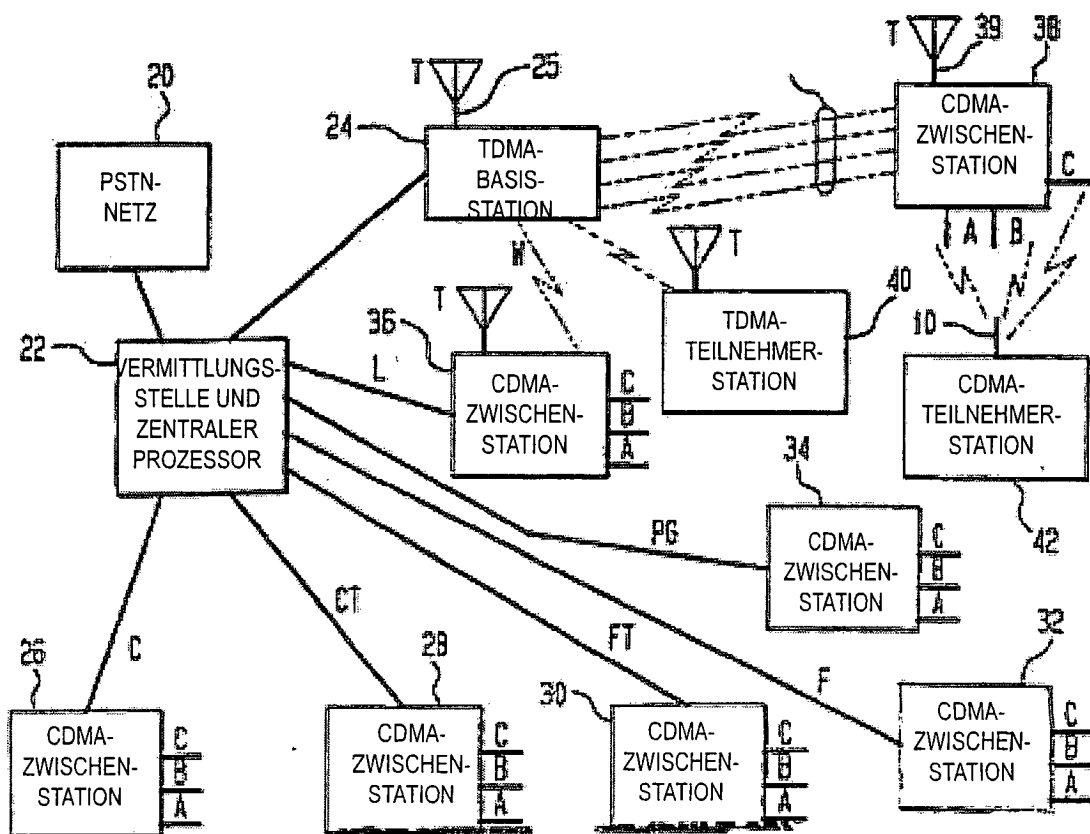 20
PSTN-
NETZ
22
VERMITTLUNGS-
STELLE UND
ZENTRALER
PROZESSOR
T
25
24
TDMA-
BASIS-
STATION
T
39
38
CDMA-
ZWISCHEN-
STATION
C
A
B
W
T
40
TDMA-
TEILNEHMER-
STATION
10
CDMA-
TEILNEHMER-
STATION
42
T
36
L
CDMA-
ZWISCHEN-
STATION
C
B
A
34
PG
CDMA-
ZWISCHEN-
STATION
C
B
A
C
26
CDMA-
ZWISCHEN-
STATION
C
B
A
CT
28
CDMA-
ZWISCHEN-
STATION
C
B
A
FT
30
CDMA-
ZWISCHEN-
STATION
C
B
A
F
32
CDMA-
ZWISCHEN-
STATION
C
B
A